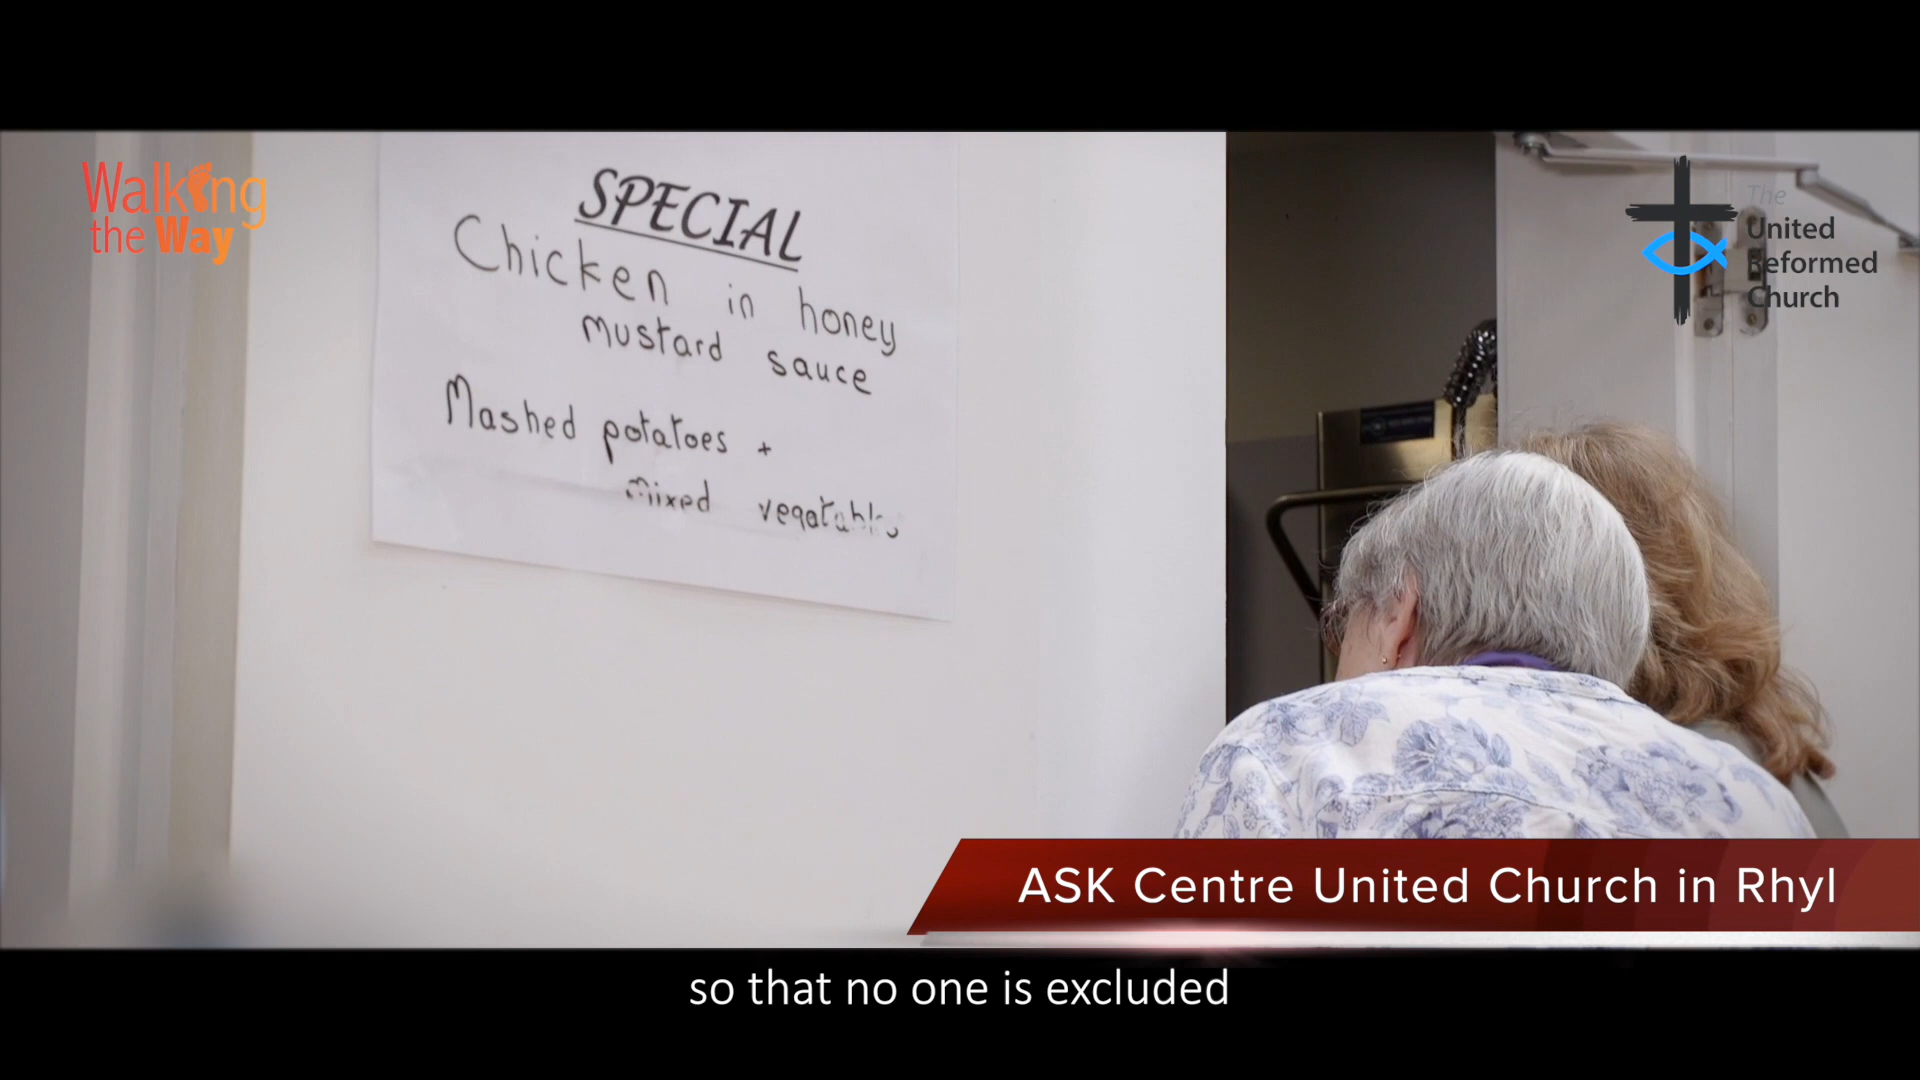 Walking
the Way
SPECIAL
Chicken in honey
mustard sauce
Mashed potatoes +
mixed vegatables
The
United
Reformed
Church
ASK Centre United Church in Rhyl
so that no one is excluded